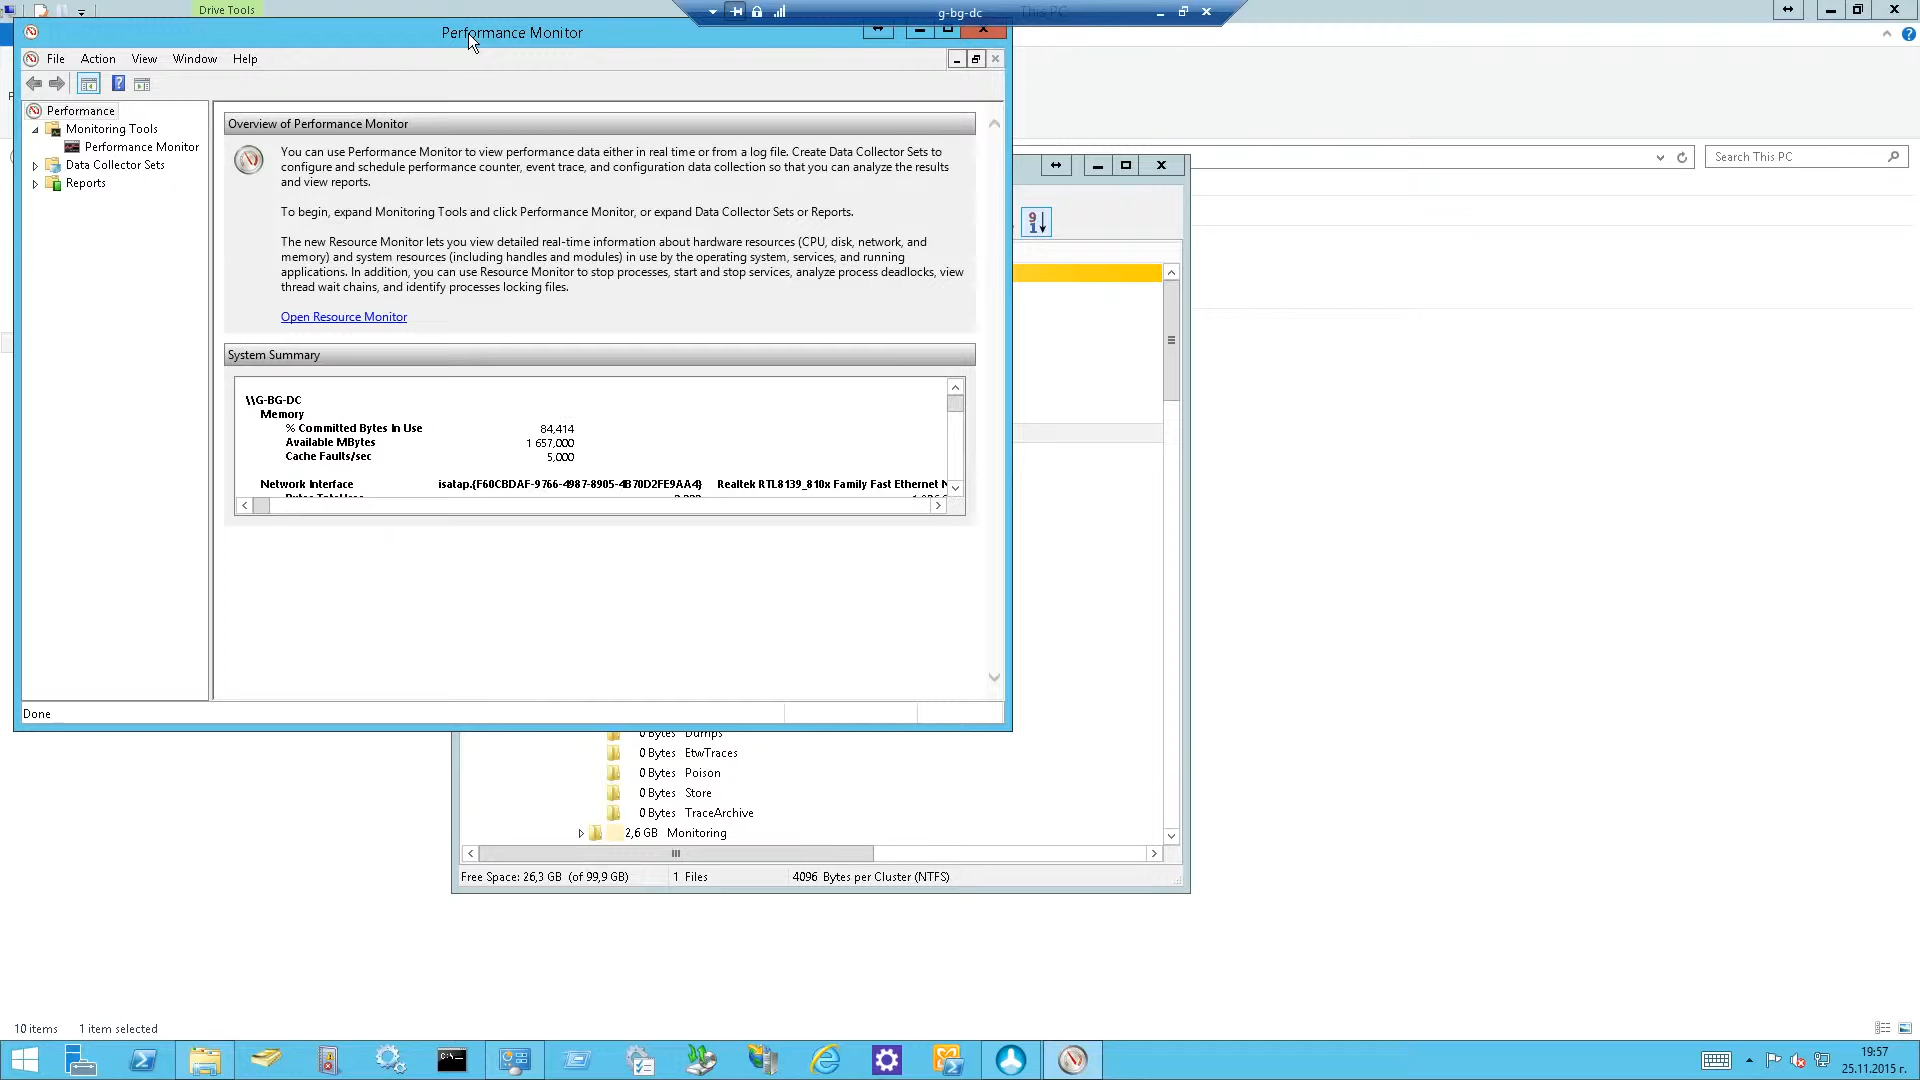 Drive Tools
g-bg-dc
This PC
Performance Monitor
File Action View Window Help
Performance
Monitoring Tools
Performance Monitor
Data Collector Sets
Reports
Overview of Performance Monitor
You can use Performance Monitor to view performance data either in real time or from a log file. Create Data Collector Sets to
configure and schedule performance counter, event trace, and configuration data collection so that you can analyze the results
and view reports.
To begin, expand Monitoring Tools and click Performance Monitor, or expand Data Collector Sets or Reports.
The new Resource Monitor lets you view detailed real-time information about hardware resources (CPU, disk, network, and
memory) and system resources (including handles and modules) in use by the operating system, services, and running
applications. In addition, you can use Resource Monitor to stop processes, start and stop services, analyze process deadlocks, view
thread wait chains, and identify processes locking files.
Open Resource Monitor
System Summary
\\G-BG-DC
Memory
% Committed Bytes In Use 84,414
Available MBytes 1 657,000
Cache Faults/sec 5,000
Network Interface isatap.{F60CBDAF-9766-4987-8905-4B70D2FE9AA4} Realtek RTL8139_810x Family Fast Ethernet
Done
Search This PC
0 Bytes Dumps
0 Bytes EtwTraces
0 Bytes Poison
0 Bytes Store
0 Bytes TraceArchive
2,6 GB Monitoring
Free Space: 26,3 GB (of 99,9 GB) 1 Files 4096 Bytes per Cluster (NTFS)
10 items 1 item selected
19:57
25.11.2015 г.